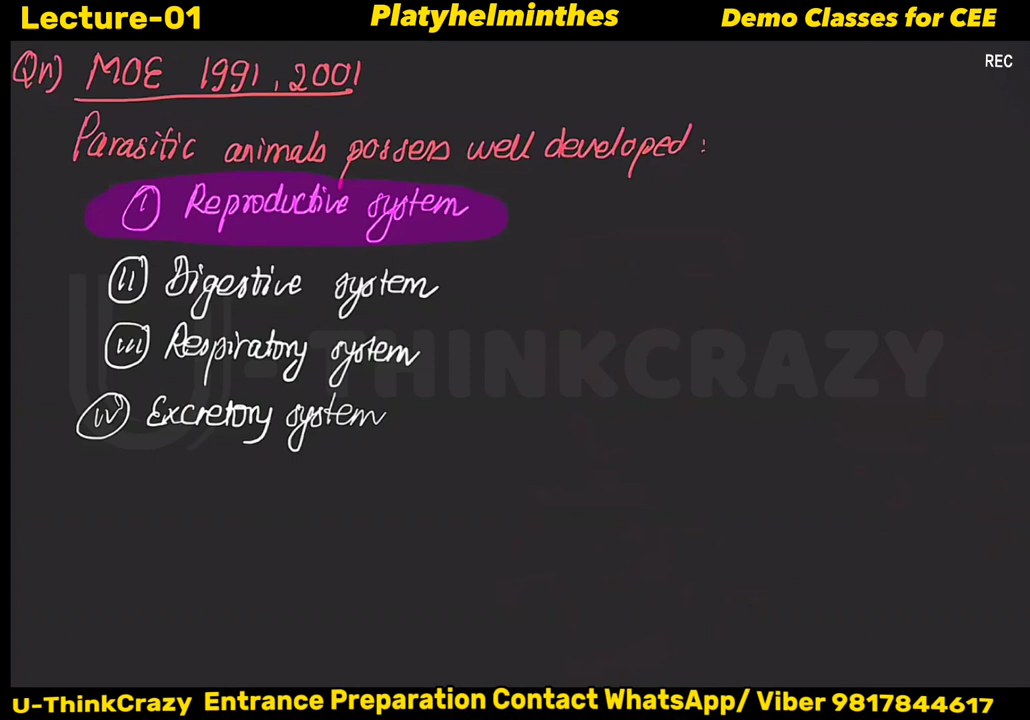 Lecture-01 Platyhelminthes Demo Classes for CEE
REC
Qn) MOE 1991, 2001
Parasitic animals possess well developed :
(i) Reproductive system
(ii) Digestive system
(iii) Respiratory system
(iv) Excretory system
U-THINKCRAZY
U-ThinkCrazy Entrance Preparation Contact WhatsApp/ Viber 9817844617